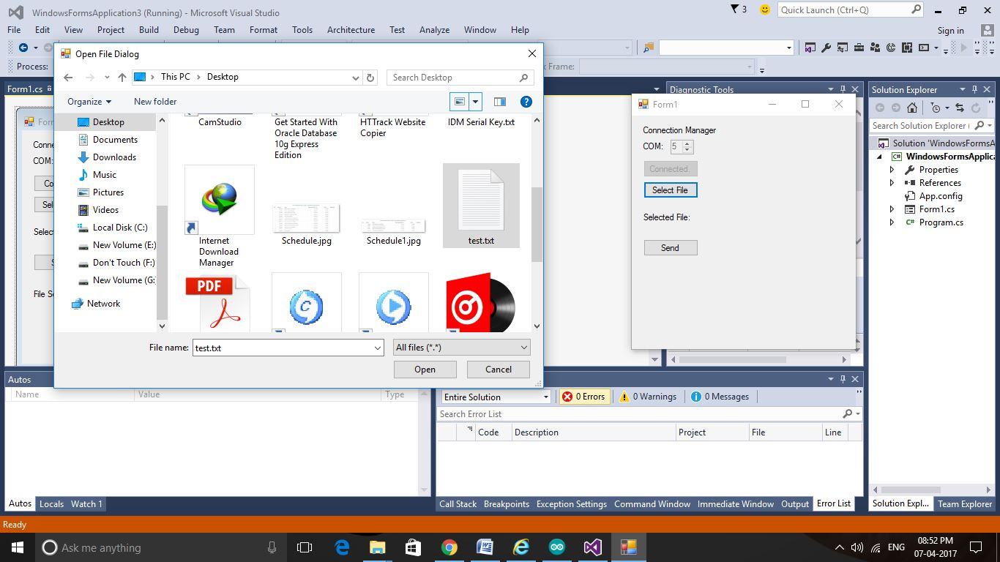 WindowsFormsApplication3 (Running) - Microsoft Visual Studio
3
Quick Launch (Ctrl+Q)
File Edit View Project Build Debug Team Format Tools Architecture Test Analyze Window Help
Sign in
Process:
Frame:
Form1.cs
Open File Dialog
This PC > Desktop
Search Desktop
Organize
New folder
Desktop
Documents
Downloads
Music
Pictures
Videos
Local Disk (C:)
New Volume (E:)
Don't Touch (F:)
New Volume (G:
Network
CamStudio
Get Started With
Oracle Database
10g Express
Edition
HTTrack Website
Copier
IDM Serial Key.txt
Internet
Download
Manager
Schedule.jpg
Schedule1.jpg
test.txt
PDF
File name: test.txt
All files (*.*)
Open
Cancel
For
Conne
COM:
Co
Sel
Selec
S
File Se
Diagnostic Tools
Form1
Connection Manager
COM: 5
Connected.
Select File
Selected File:
Send
Solution Explorer
Search Solution Explorer (
Solution 'WindowsFormsA
C# WindowsFormsApplica
Properties
References
App.config
Form1.cs
C# Program.cs
Autos
Name Value Type
Autos Locals Watch 1
Entire Solution
0 Errors
0 Warnings
0 Messages
Search Error List
Code Description Project File Line
Call Stack Breakpoints Exception Settings Command Window Immediate Window Output Error List
Solution Expl... Team Explorer
Ready
Ask me anything
ENG
08:52 PM
07-04-2017